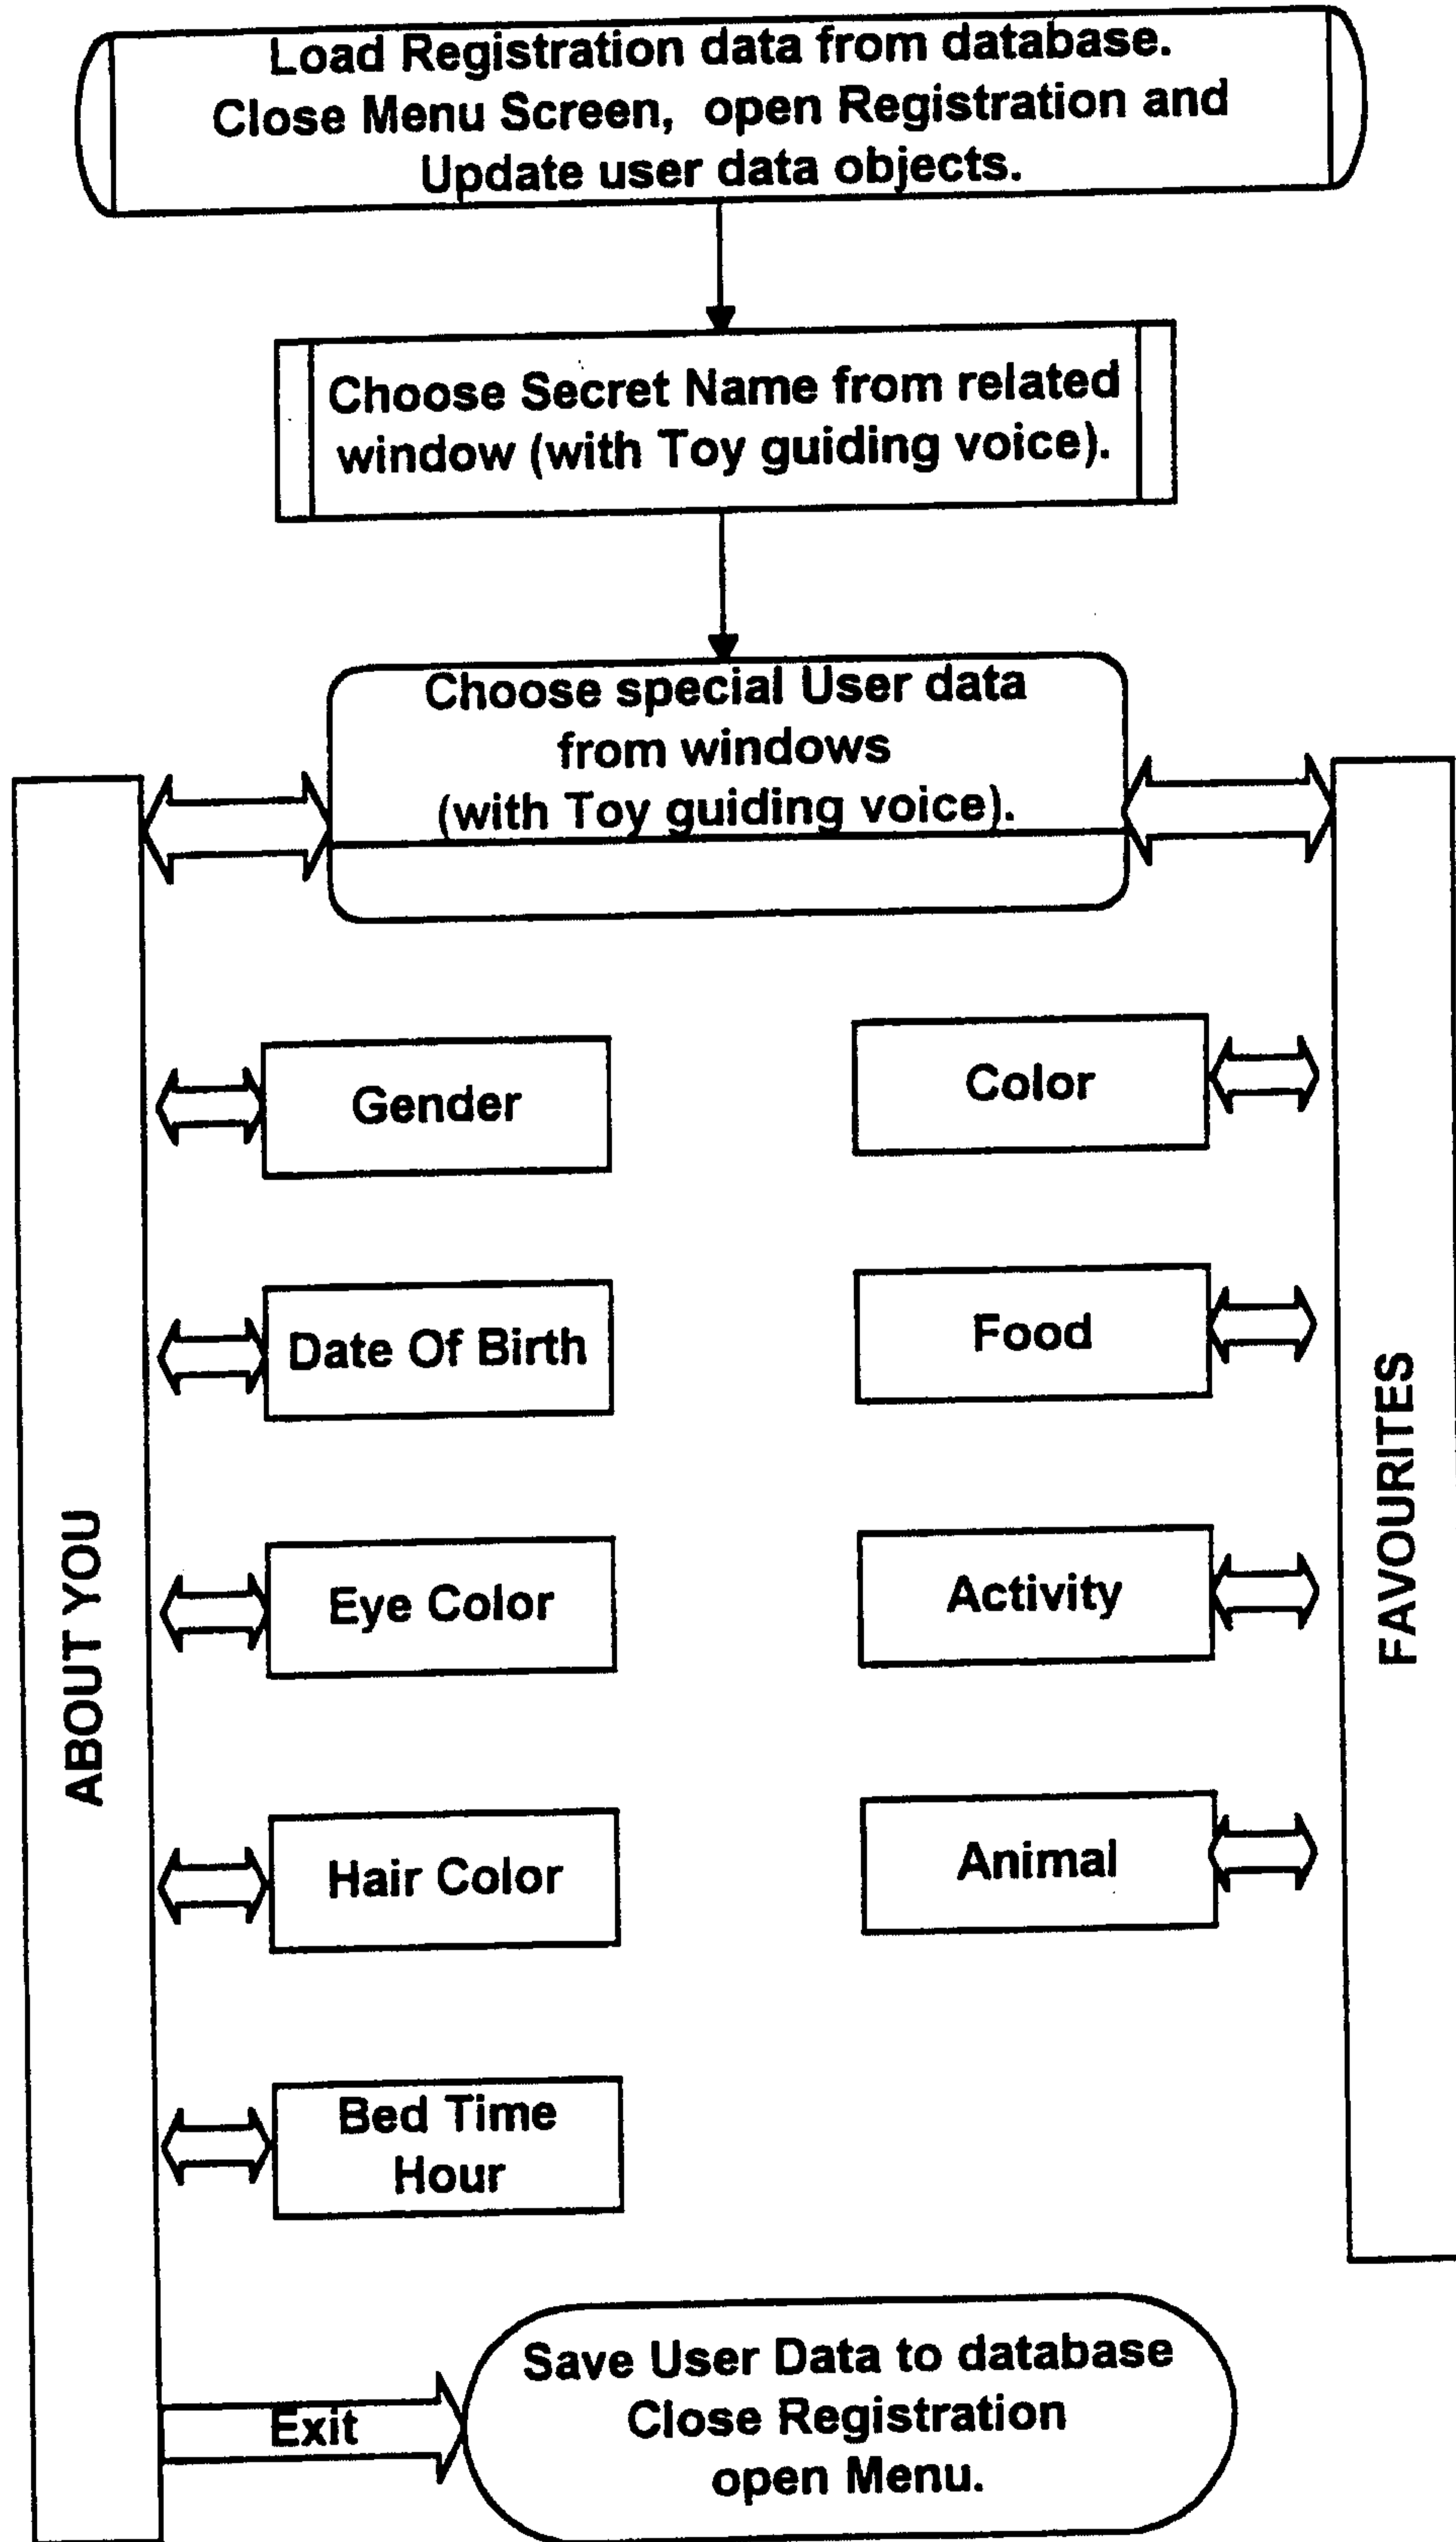 Load Registration data from database.
Close Menu Screen, open Registration and
Update user data objects.
Choose Secret Name from related
window (with Toy guiding voice).
Choose special User data
from windows
(with Toy guiding voice).
ABOUT YOU
Gender
Date Of Birth
Eye Color
Hair Color
Bed Time
Hour
Color
Food
Activity
Animal
FAVOURITES
Exit
Save User Data to database
Close Registration
open Menu.